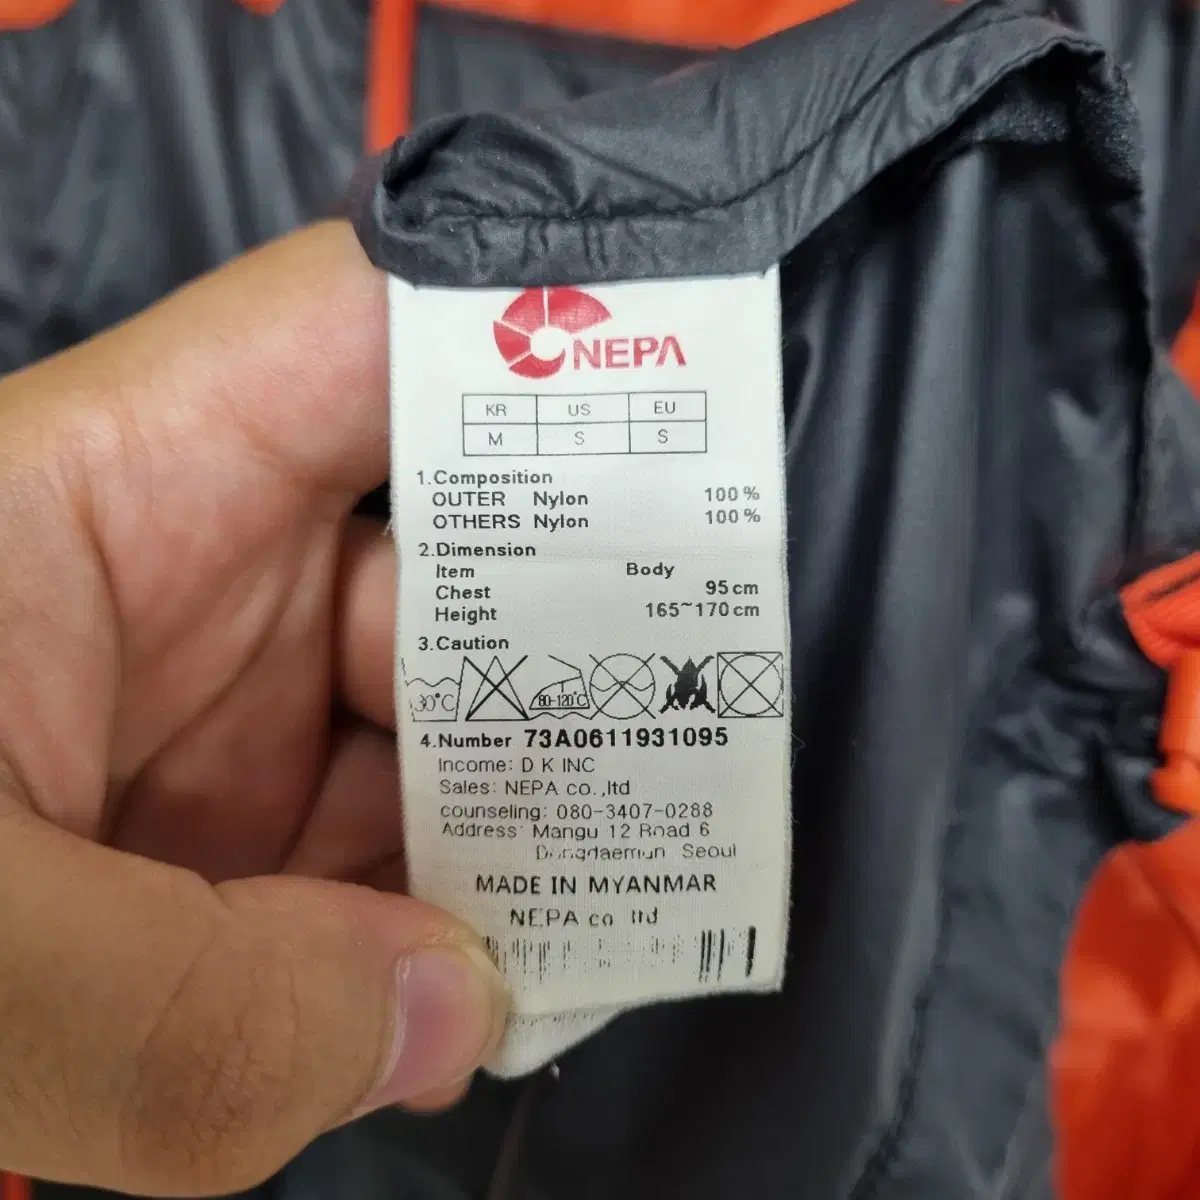 NEPA
KR US EU
M S S
1.Composition
OUTER Nylon 100%
OTHERS Nylon 100%
2.Dimension
Item Body
Chest 95cm
Height 165~170cm
3.Caution
30°C 80-120°C
4.Number 73A0611931095
Income: D K INC
Sales: NEPA co.,ltd
counseling: 080-3407-0288
Address: Mangu 12 Road 6
Dongdaemun Seoul
MADE IN MYANMAR
NEPA co ltd